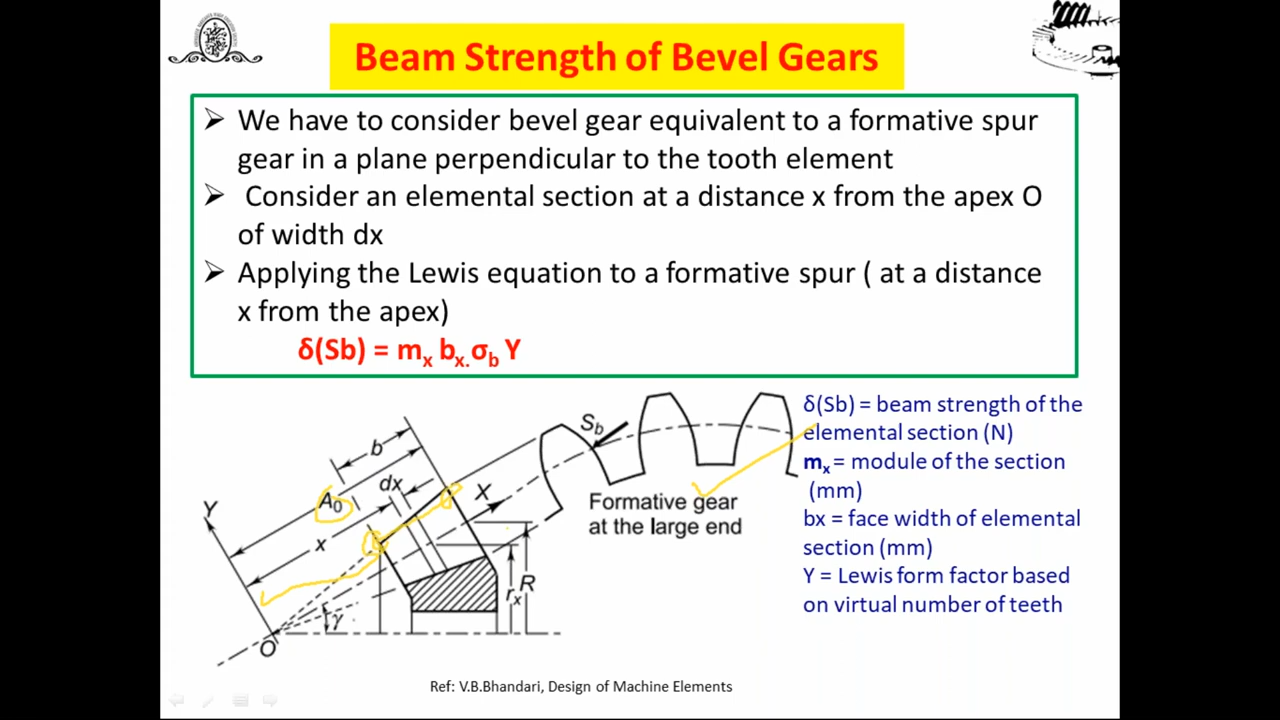 Beam Strength of Bevel Gears
➢ We have to consider bevel gear equivalent to a formative spur
gear in a plane perpendicular to the tooth element
➢ Consider an elemental section at a distance x from the apex O
of width dx
➢ Applying the Lewis equation to a formative spur ( at a distance
x from the apex)
δ(Sb) = mₓ bₓ. σb Y
b
A₀
dx
x
Y
X
Sb
rₓ
R
γ
O
Formative gear
at the large end
δ(Sb) = beam strength of the
elemental section (N)
mₓ = module of the section
(mm)
bx = face width of elemental
section (mm)
Y = Lewis form factor based
on virtual number of teeth
Ref: V.B.Bhandari, Design of Machine Elements